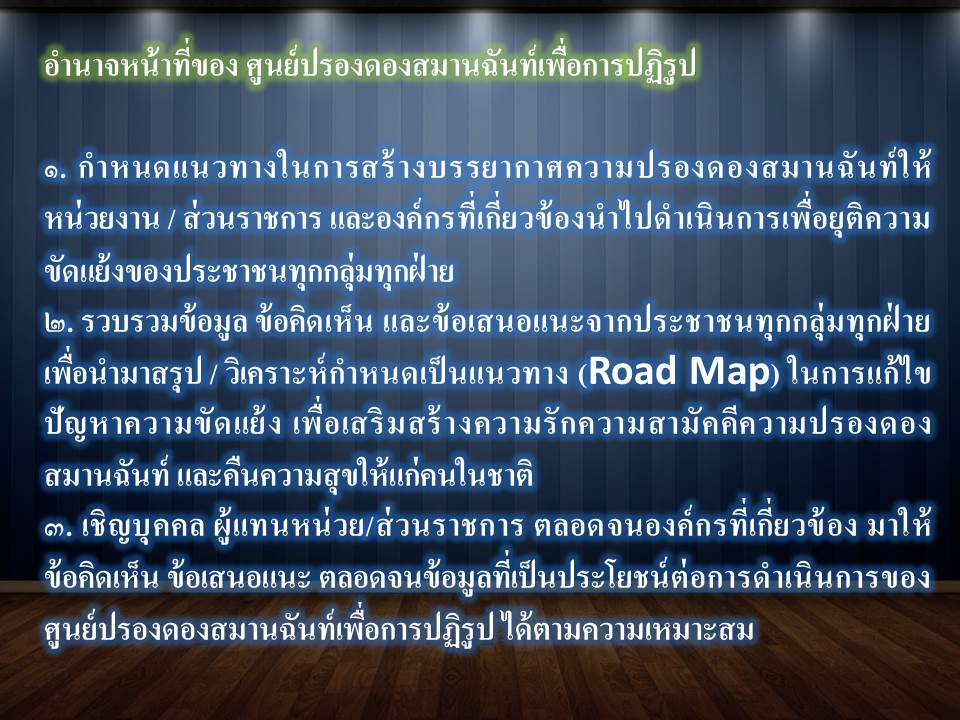 อำนาจหน้าที่ของ ศูนย์ปรองดองสมานฉันท์เพื่อการปฏิรูป
๑. กำหนดแนวทางในการสร้างบรรยากาศความปรองดองสมานฉันท์ให้
หน่วยงาน / ส่วนราชการ และองค์กรที่เกี่ยวข้องนำไปดำเนินการเพื่อยุติความ
ขัดแย้งของประชาชนทุกกลุ่มทุกฝ่าย
๒. รวบรวมข้อมูล ข้อคิดเห็น และข้อเสนอแนะจากประชาชนทุกกลุ่มทุกฝ่าย
เพื่อนำมาสรุป / วิเคราะห์กำหนดเป็นแนวทาง (Road Map) ในการแก้ไข
ปัญหาความขัดแย้ง เพื่อเสริมสร้างความรักความสามัคคีความปรองดอง
สมานฉันท์ และคืนความสุขให้แก่คนในชาติ
๓. เชิญบุคคล ผู้แทนหน่วย/ส่วนราชการ ตลอดจนองค์กรที่เกี่ยวข้อง มาให้
ข้อคิดเห็น ข้อเสนอแนะ ตลอดจนข้อมูลที่เป็นประโยชน์ต่อการดำเนินการของ
ศูนย์ปรองดองสมานฉันท์เพื่อการปฏิรูป ได้ตามความเหมาะสม